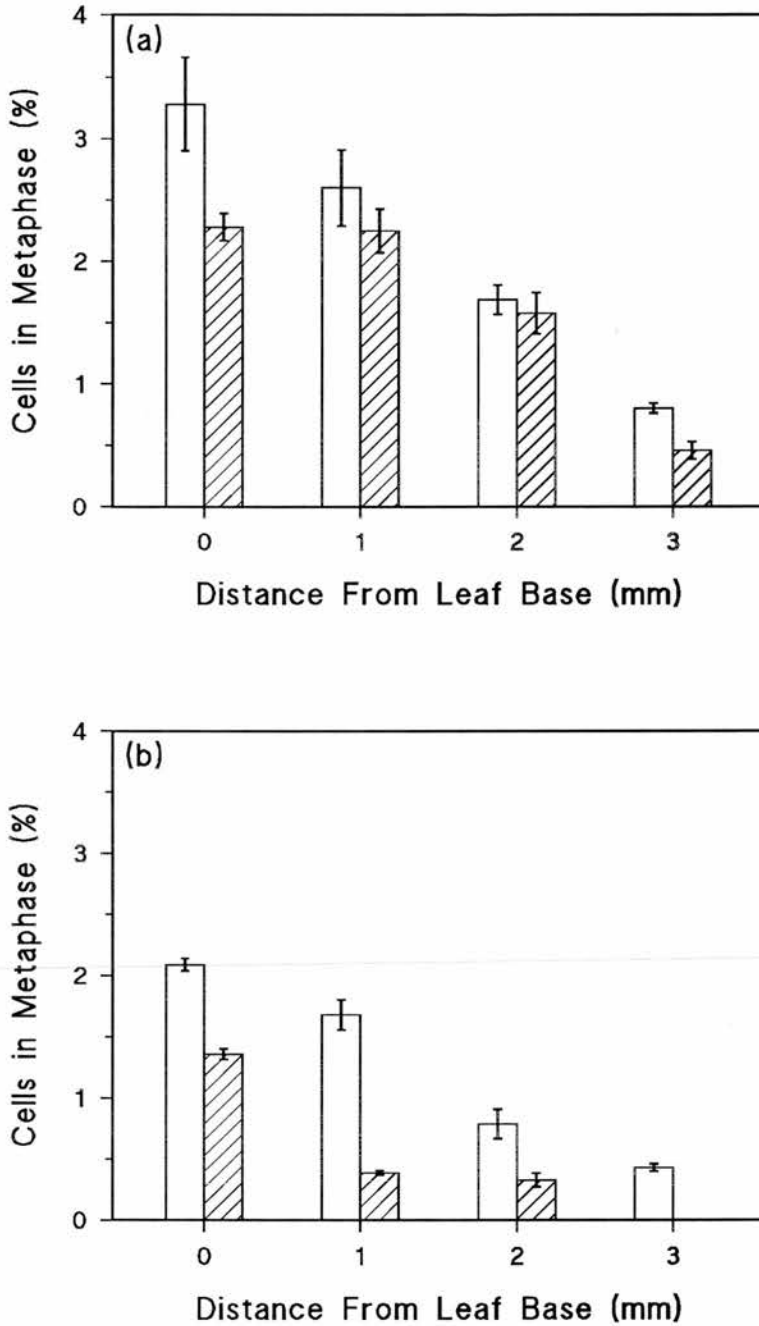 (a)
4
3
2
1
0
Cells in Metaphase (%)
0 1 2 3
Distance From Leaf Base (mm)
(b)
4
3
2
1
0
Cells in Metaphase (%)
0 1 2 3
Distance From Leaf Base (mm)